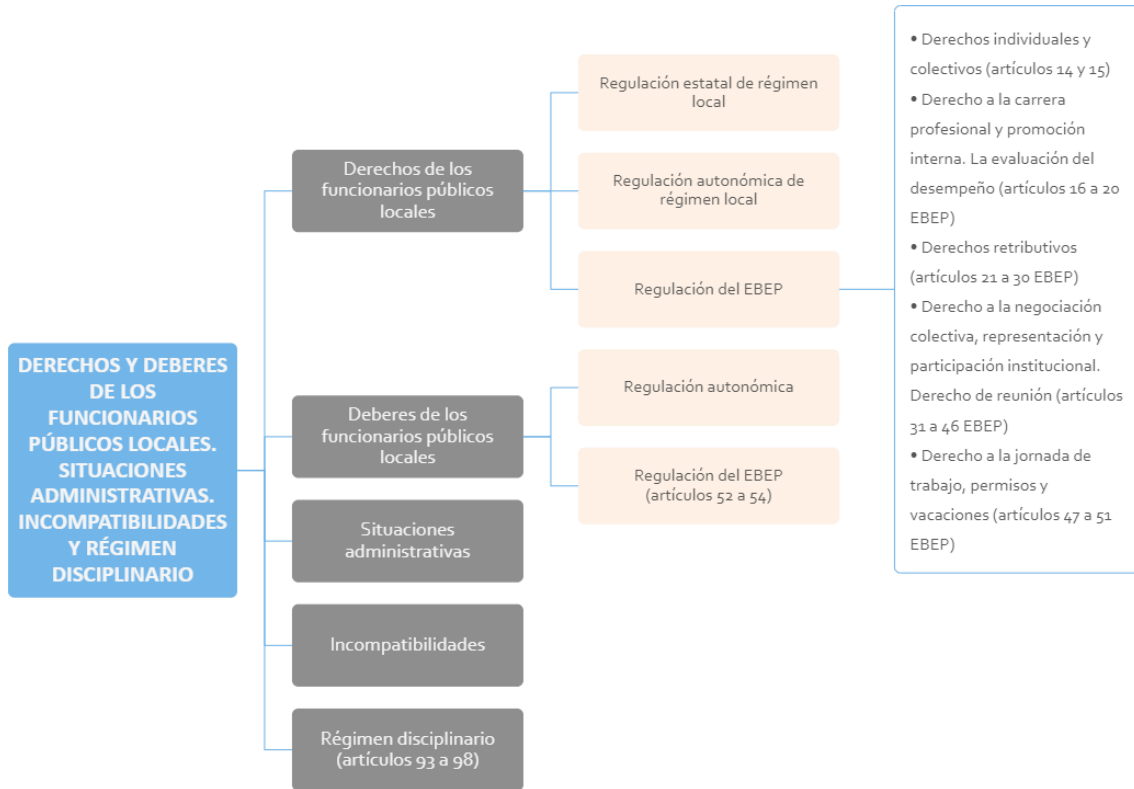 DERECHOS Y DEBERES
DE LOS
FUNCIONARIOS
PÚBLICOS LOCALES.
SITUACIONES
ADMINISTRATIVAS.
INCOMPATIBILIDADES
Y RÉGIMEN
DISCIPLINARIO
Derechos de los
funcionarios públicos
locales
Regulación estatal de régimen
local
Regulación autonómica de
régimen local
Regulación del EBEP
• Derechos individuales y
colectivos (artículos 14 y 15)
• Derecho a la carrera
profesional y promoción
interna. La evaluación del
desempeño (artículos 16 a 20
EBEP)
• Derechos retributivos
(artículos 21 a 30 EBEP)
• Derecho a la negociación
colectiva, representación y
participación institucional.
Derecho de reunión (artículos
31 a 46 EBEP)
• Derecho a la jornada de
trabajo, permisos y
vacaciones (artículos 47 a 51
EBEP)
Deberes de los
funcionarios públicos
locales
Regulación autonómica
Regulación del EBEP
(artículos 52 a 54)
Situaciones
administrativas
Incompatibilidades
Régimen disciplinario
(artículos 93 a 98)